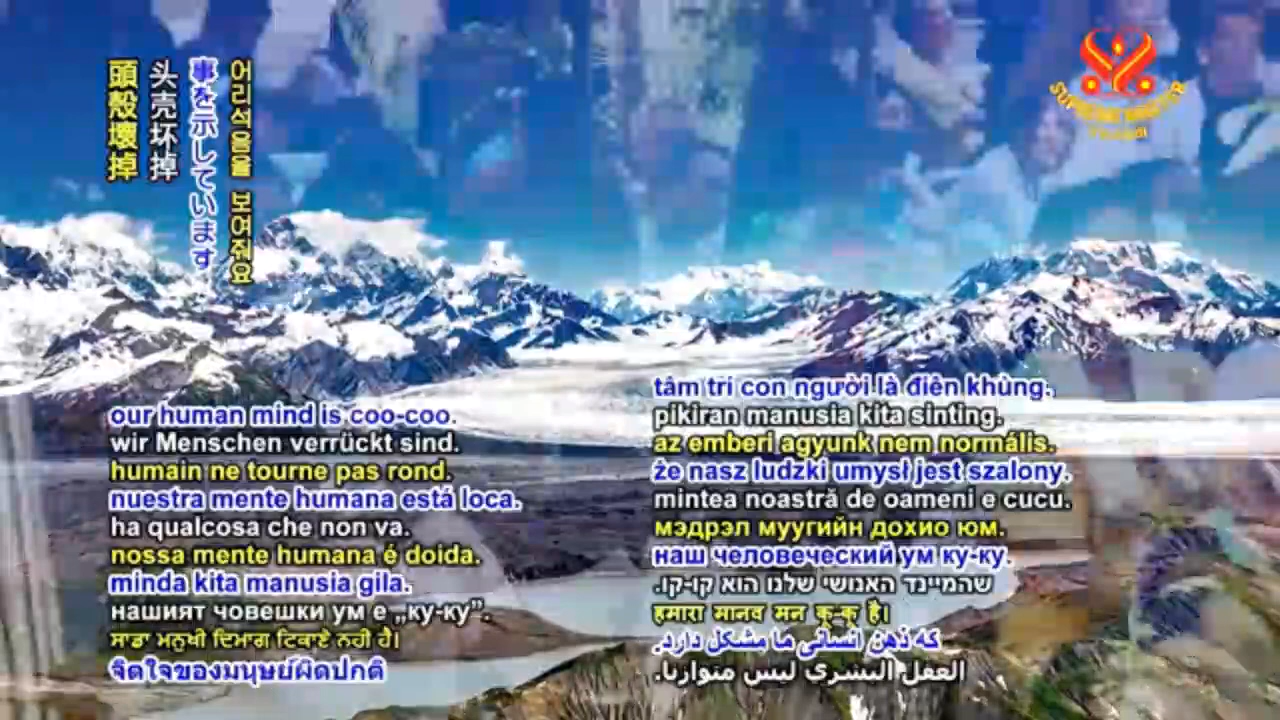 頭殼壞掉
头壳坏掉
事を示しています
어리석음을 보여줘요
SUPREME MASTER
our human mind is coo-coo.
wir Menschen verrückt sind.
humain ne tourne pas rond.
nuestra mente humana está loca.
ha qualcosa che non va.
nossa mente humana é doida.
minda kita manusia gila.
нашият човешки ум е „ку-ку”.
ਸਾਡਾ ਮਨੁਖੀ ਦਿਮਾਗ ਟਿਕਾਣੇ ਨਹੀ ਹੈ।
จิตใจของมนุษย์ผิดปกติ
tâm trí con người là điên khùng.
pikiran manusia kita sinting.
az emberi agyunk nem normális.
że nasz ludzki umysł jest szalony.
mintea noastră de oameni e cucu.
мэдрэл муугийн дохио юм.
наш человеческий ум ку-ку.
שהמיינד האנושי שלנו הוא קו-קו.
हमारा मानव मन कू-कू है।
که ذهن انسانی ما مشکل دارد.
العقل البشري ليس متوازنا.